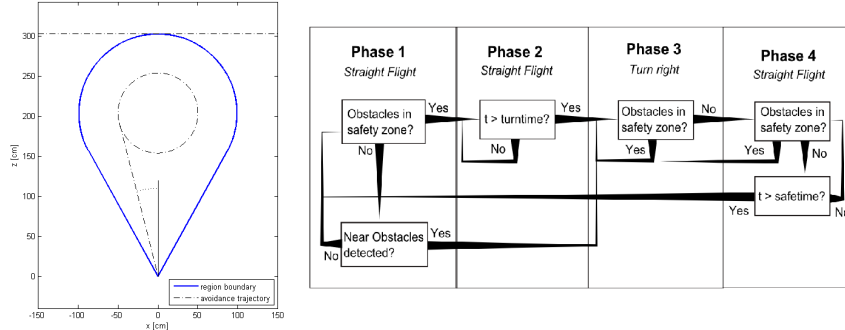 300
250
200
150
100
50
0
-150
-100
-50
0
50
100
150
z [cm]
x [cm]
region boundary
avoidance trajectory
Phase 1
Straight Flight
Phase 2
Straight Flight
Phase 3
Turn right
Phase 4
Straight Flight
Obstacles in
safety zone?
Yes
No
t > turntime?
Yes
No
Obstacles in
safety zone?
No
Yes
Obstacles in
safety zone?
Yes
No
t > safetime?
Yes
No
Near Obstacles
detected?
Yes
No